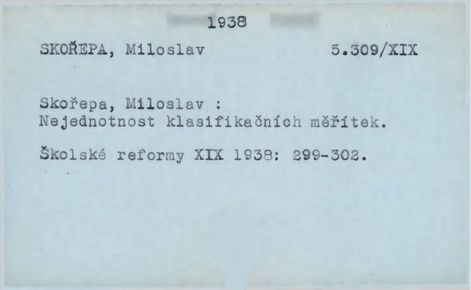 1938
SKOŘEPA, Miloslav 5.309/XIX
Skořepa, Miloslav :
Nejednotnost klasifikačních měřítek.
Školské reformy XIX 1938: 299-302.